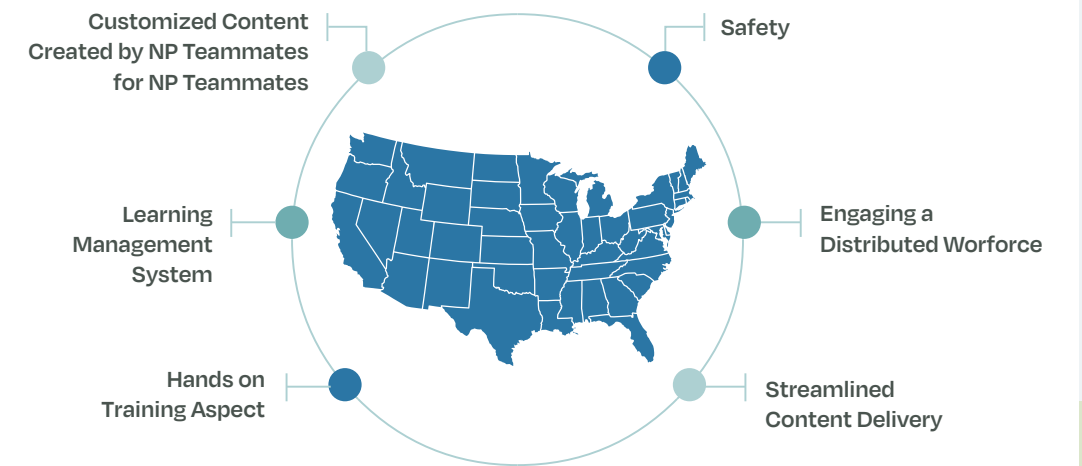 Customized Content
Created by NP Teammates
for NP Teammates
Safety
Learning
Management
System
Engaging a
Distributed Worforce
Hands on
Training Aspect
Streamlined
Content Delivery